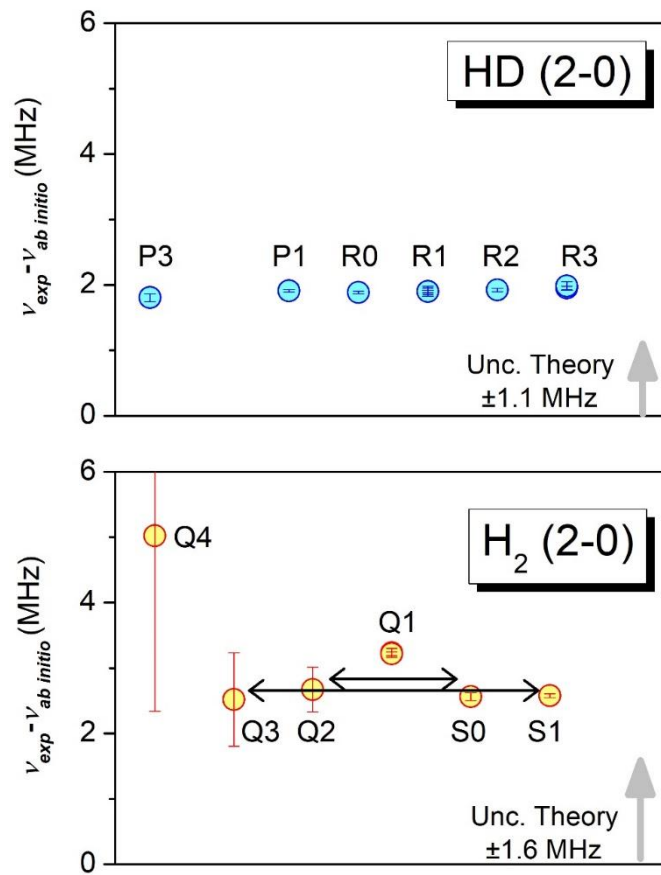 6
HD (2-0)
4
ν_exp-ν_ab initio (MHz)
P3 P1 R0 R1 R2 R3
2
Unc. Theory
±1.1 MHz
0
6
H₂ (2-0)
Q4
4
ν_exp-ν_ab initio (MHz)
Q1
2
Q3 Q2 S0 S1
Unc. Theory
±1.6 MHz
0